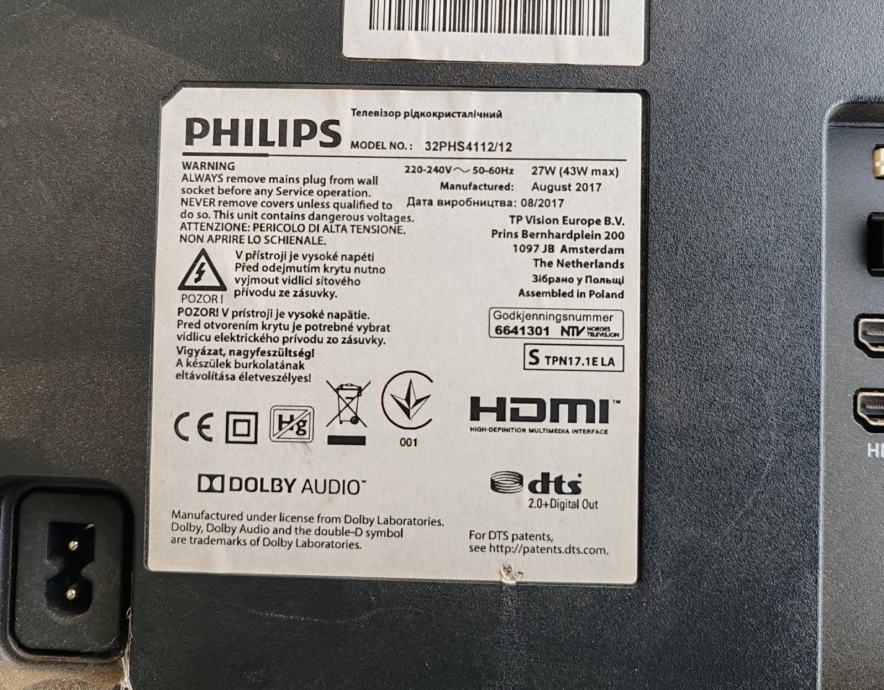 Телевізор рідкокристалічний
PHILIPS MODEL NO.: 32PHS4112/12
WARNING
ALWAYS remove mains plug from wall
socket before any Service operation.
NEVER remove covers unless qualified to
do so. This unit contains dangerous voltages.
ATTENZIONE: PERICOLO DI ALTA TENSIONE.
NON APRIRE LO SCHIENALE.
220-240V～ 50-60Hz 27W (43W max)
Manufactured: August 2017
Дата виробництва: 08/2017
TP Vision Europe B.V.
Prins Bernhardplein 200
1097 JB Amsterdam
The Netherlands
Зібрано у Польщі
Assembled in Poland
V přístroji je vysoké napětí
Před odejmutím krytu nutno
vyjmout vidlici síťového
přívodu ze zásuvky.
POZOR !
POZOR! V prístroji je vysoké napätie.
Pred otvorením krytu je potrebné vybrat
vidlicu elektrického prívodu zo zásuvky.
Vigyázat, nagyfeszültség!
A készülek burkolatának
eltávolítása életveszélyes!
Godkjenningsnummer
6641301 NTV NORGES
TELEVISJON
S TPN17.1E LA
CE
Hg
001
HDMI™
HIGH-DEFINITION MULTIMEDIA INTERFACE
DOLBY AUDIO™
dts
2.0+Digital Out
Manufactured under license from Dolby Laboratories.
Dolby, Dolby Audio and the double-D symbol
are trademarks of Dolby Laboratories.
For DTS patents,
see http://patents.dts.com.